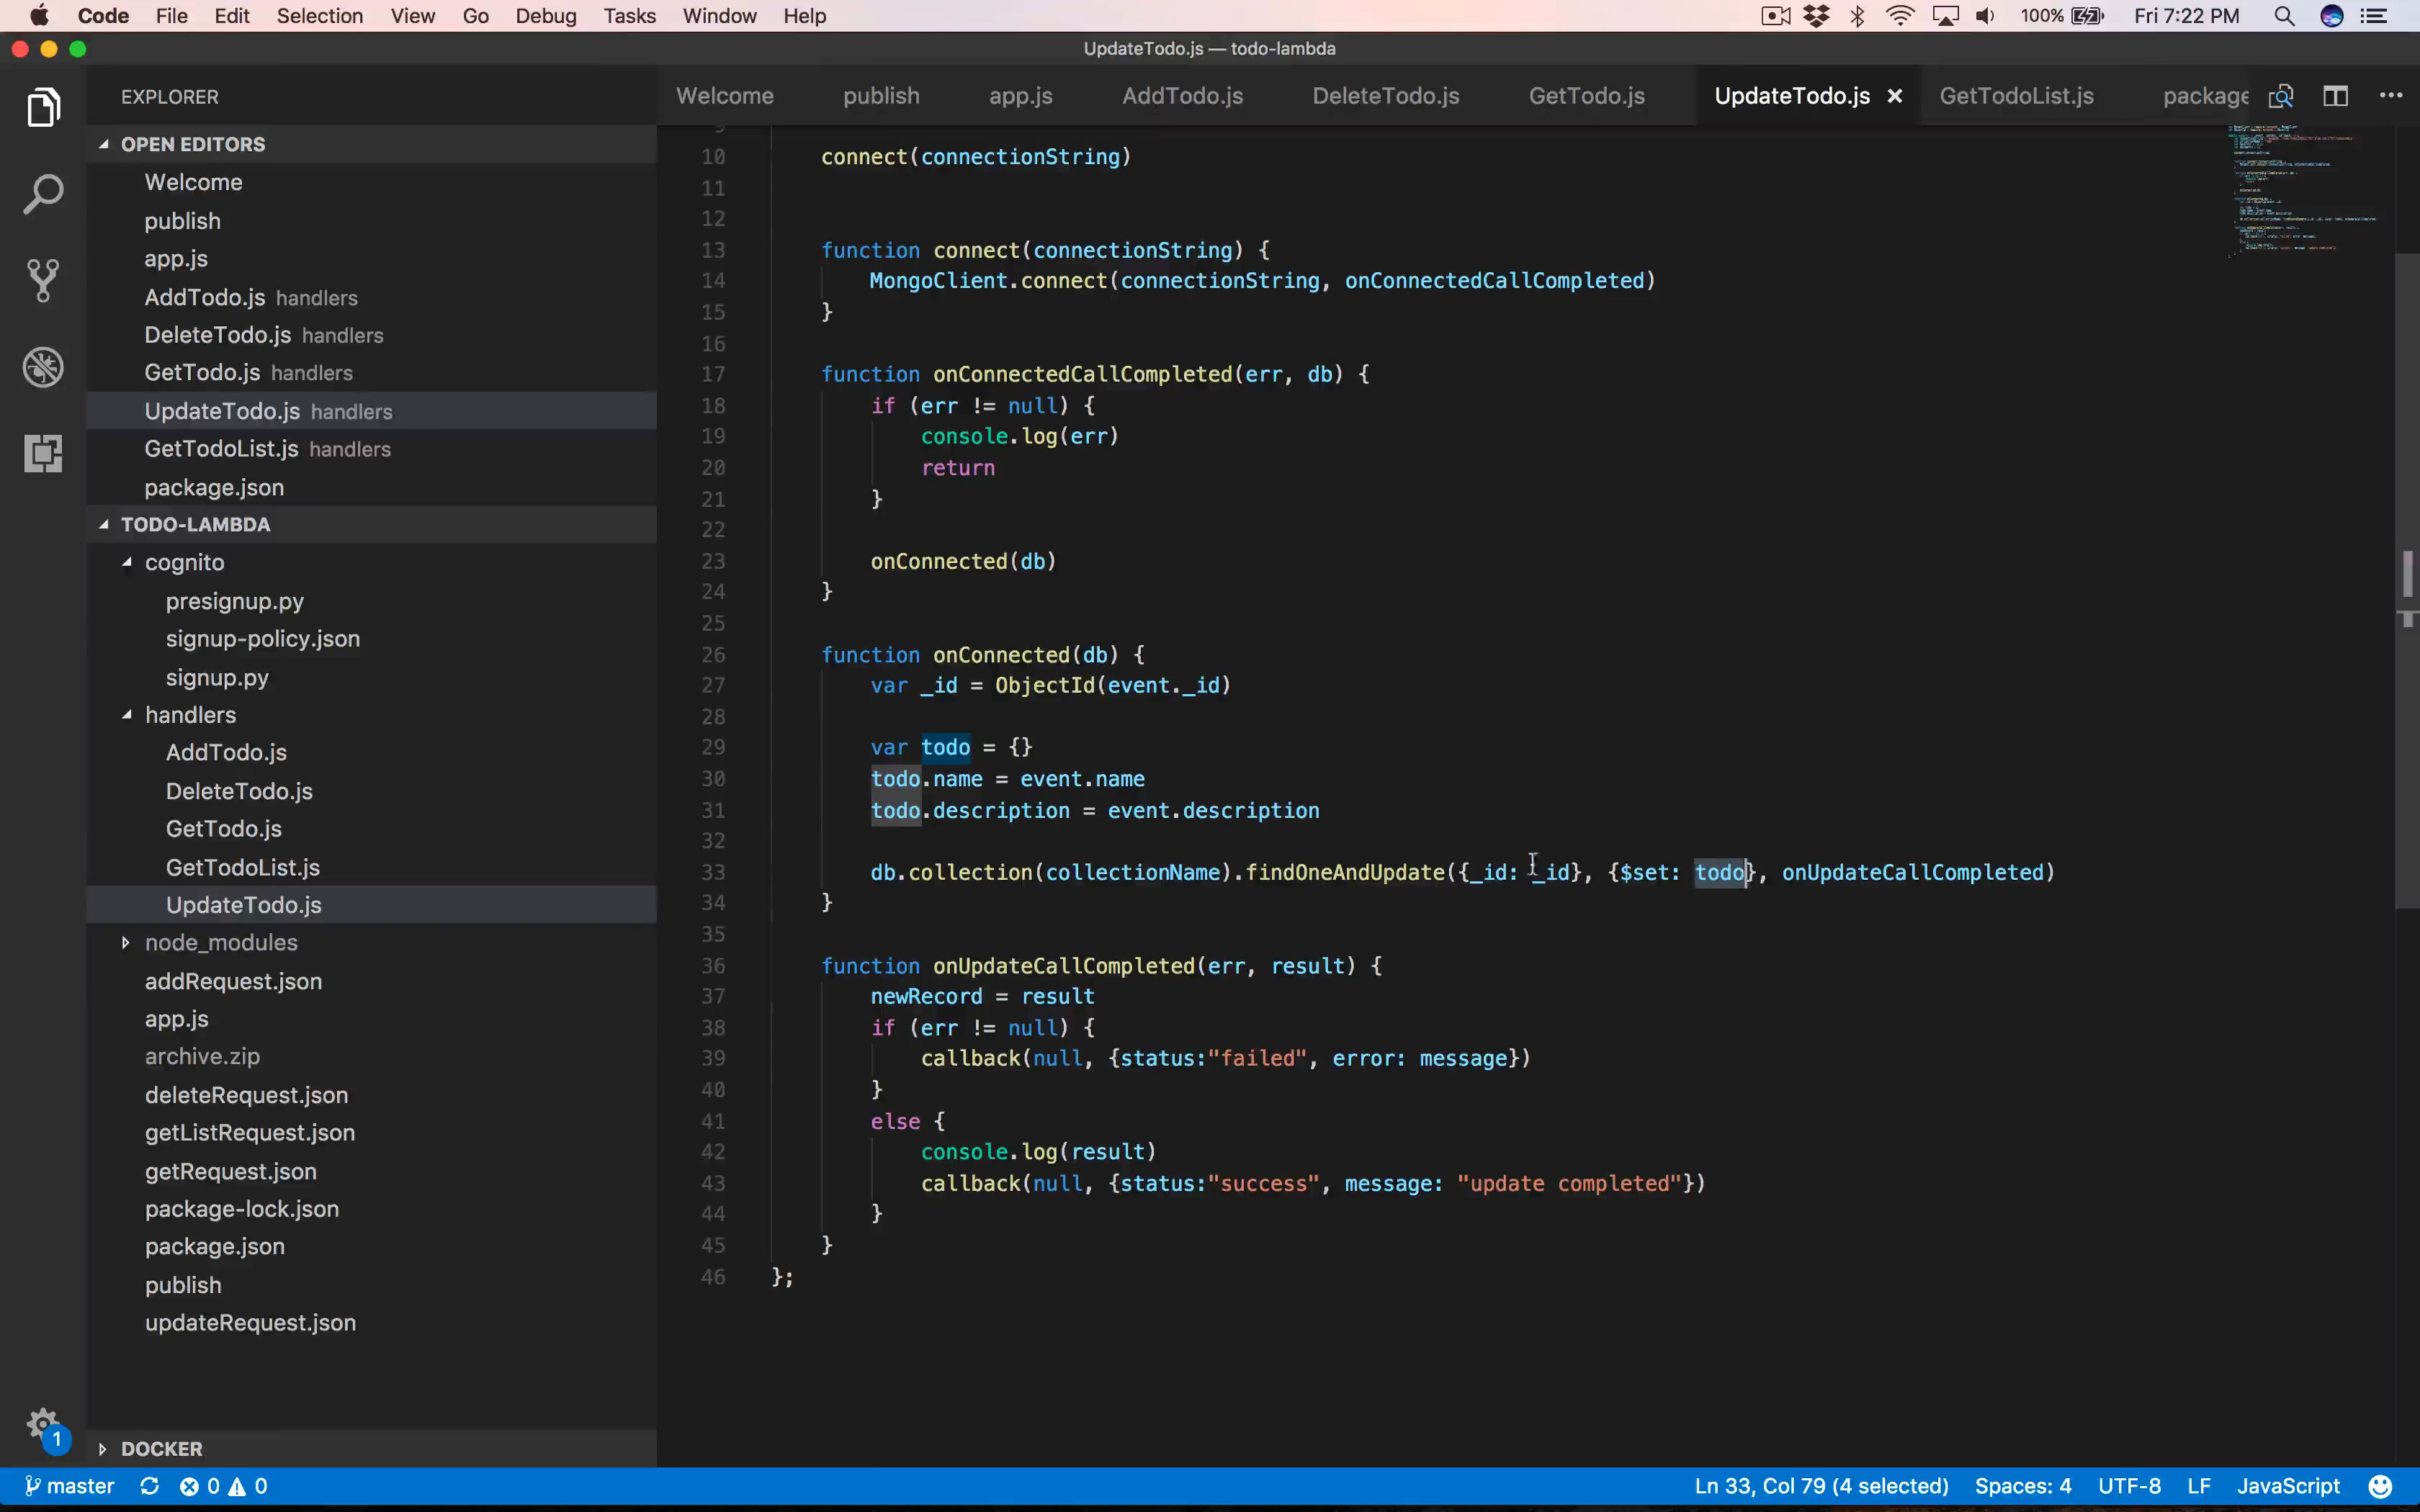 Code File Edit Selection View Go Debug Tasks Window Help 100% Fri 7:22 PM
UpdateTodo.js — todo-lambda
EXPLORER
OPEN EDITORS
Welcome
publish
app.js
AddTodo.js handlers
DeleteTodo.js handlers
GetTodo.js handlers
UpdateTodo.js handlers
GetTodoList.js handlers
package.json
TODO-LAMBDA
cognito
presignup.py
signup-policy.json
signup.py
handlers
AddTodo.js
DeleteTodo.js
GetTodo.js
GetTodoList.js
UpdateTodo.js
node_modules
addRequest.json
app.js
archive.zip
deleteRequest.json
getListRequest.json
getRequest.json
package-lock.json
package.json
publish
updateRequest.json
DOCKER
Welcome publish app.js AddTodo.js DeleteTodo.js GetTodo.js UpdateTodo.js GetTodoList.js package
9
10 connect(connectionString)
11
12
13 function connect(connectionString) {
14 MongoClient.connect(connectionString, onConnectedCallCompleted)
15 }
16
17 function onConnectedCallCompleted(err, db) {
18 if (err != null) {
19 console.log(err)
20 return
21 }
22
23 onConnected(db)
24 }
25
26 function onConnected(db) {
27 var _id = ObjectId(event._id)
28
29 var todo = {}
30 todo.name = event.name
31 todo.description = event.description
32
33 db.collection(collectionName).findOneAndUpdate({_id: _id}, {$set: todo}, onUpdateCallCompleted)
34 }
35
36 function onUpdateCallCompleted(err, result) {
37 newRecord = result
38 if (err != null) {
39 callback(null, {status:"failed", error: message})
40 }
41 else {
42 console.log(result)
43 callback(null, {status:"success", message: "update completed"})
44 }
45 }
46 };
1
master 0 0 Ln 33, Col 79 (4 selected) Spaces: 4 UTF-8 LF JavaScript